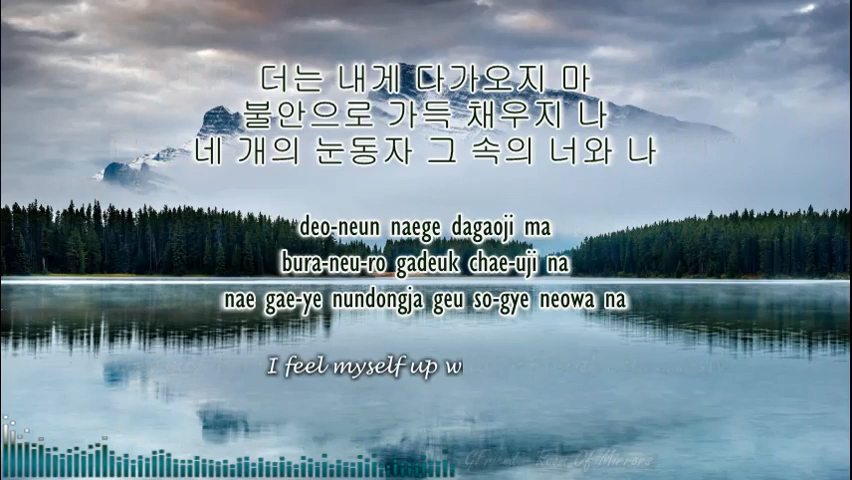 더는 내게 다가오지 마
불안으로 가득 채우지 나
네 개의 눈동자 그 속의 너와 나
deo-neun naege dagaoji ma
bura-neu-ro gadeuk chae-uji na
nae gae-ye nundongja geu so-gye neowa na
I feel myself up w
Of Mirrors